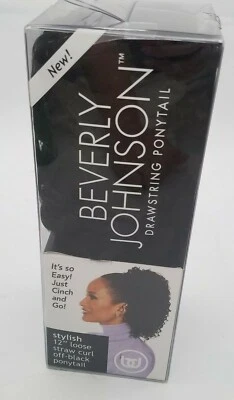 New!
BEVERLY
JOHNSON™
DRAWSTRING PONYTAIL
It's so
Easy!
Just
Cinch
and
Go!
stylish
12" loose
straw curl
off-black
ponytail